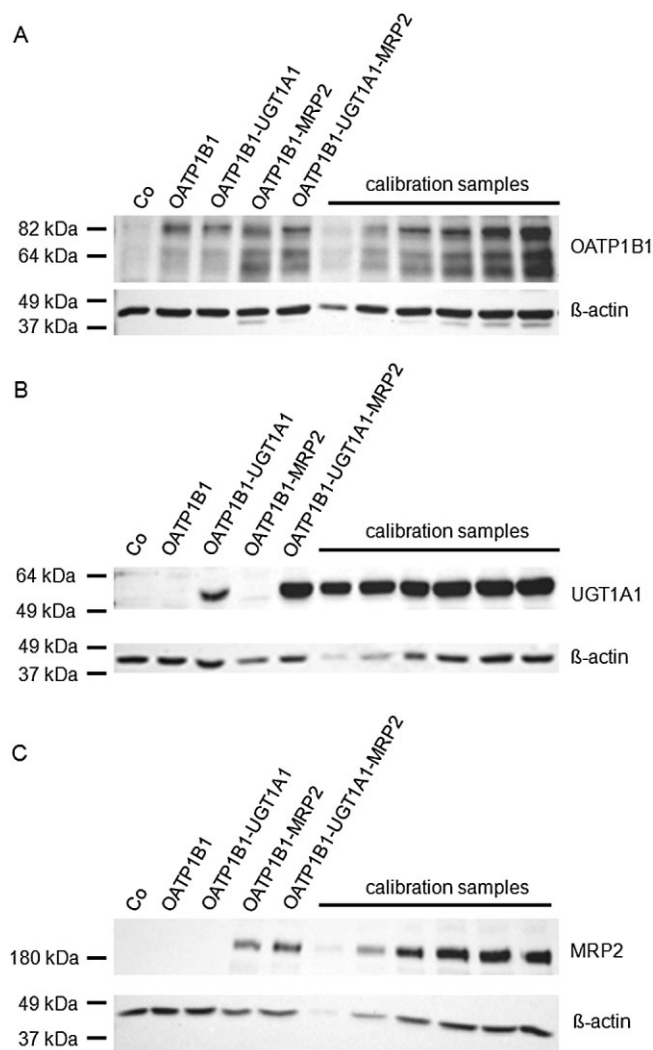 A
Co
OATP1B1
OATP1B1-UGT1A1
OATP1B1-MRP2
OATP1B1-UGT1A1-MRP2
calibration samples
82 kDa
64 kDa
OATP1B1
49 kDa
37 kDa
ß-actin
B
Co
OATP1B1
OATP1B1-UGT1A1
OATP1B1-MRP2
OATP1B1-UGT1A1-MRP2
calibration samples
64 kDa
49 kDa
UGT1A1
49 kDa
37 kDa
ß-actin
C
Co
OATP1B1
OATP1B1-UGT1A1
OATP1B1-MRP2
OATP1B1-UGT1A1-MRP2
calibration samples
180 kDa
MRP2
49 kDa
37 kDa
ß-actin